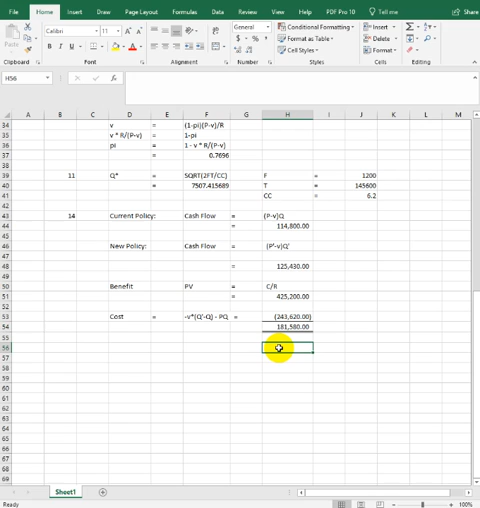 File Home Insert Draw Page Layout Formulas Data Review View Help PDF Pro 10 Tell me Share
Calibri 11 A A General Conditional Formatting Insert
Paste B I U A $ % Format as Table Delete
Cell Styles Format
Clipboard Font Alignment Number Styles Cells Editing
H56
A B C D E F G H I J K L M
34 v = (1-pi)(P-v)/R
35 v * R/(P-v) = 1-pi
36 pi = 1 - v * R/(P-v)
37 = 0.7696
38
39 11 Q* = SQRT(2FT/CC) F = 1200
40 = 7507.415689 T = 145600
41 CC = 6.2
42
43 14 Current Policy: Cash Flow = (P-v)Q
44 = 114,800.00
45
46 New Policy: Cash Flow = (P'-v)Q'
47
48 = 125,430.00
49
50 Benefit PV = C/R
51 = 425,200.00
52
53 Cost = -v*(Q'-Q) - PQ = (243,620.00)
54 181,580.00
55
56
57
58
59
60
61
62
63
64
65
66
67
68
69
Sheet1
Ready 100%